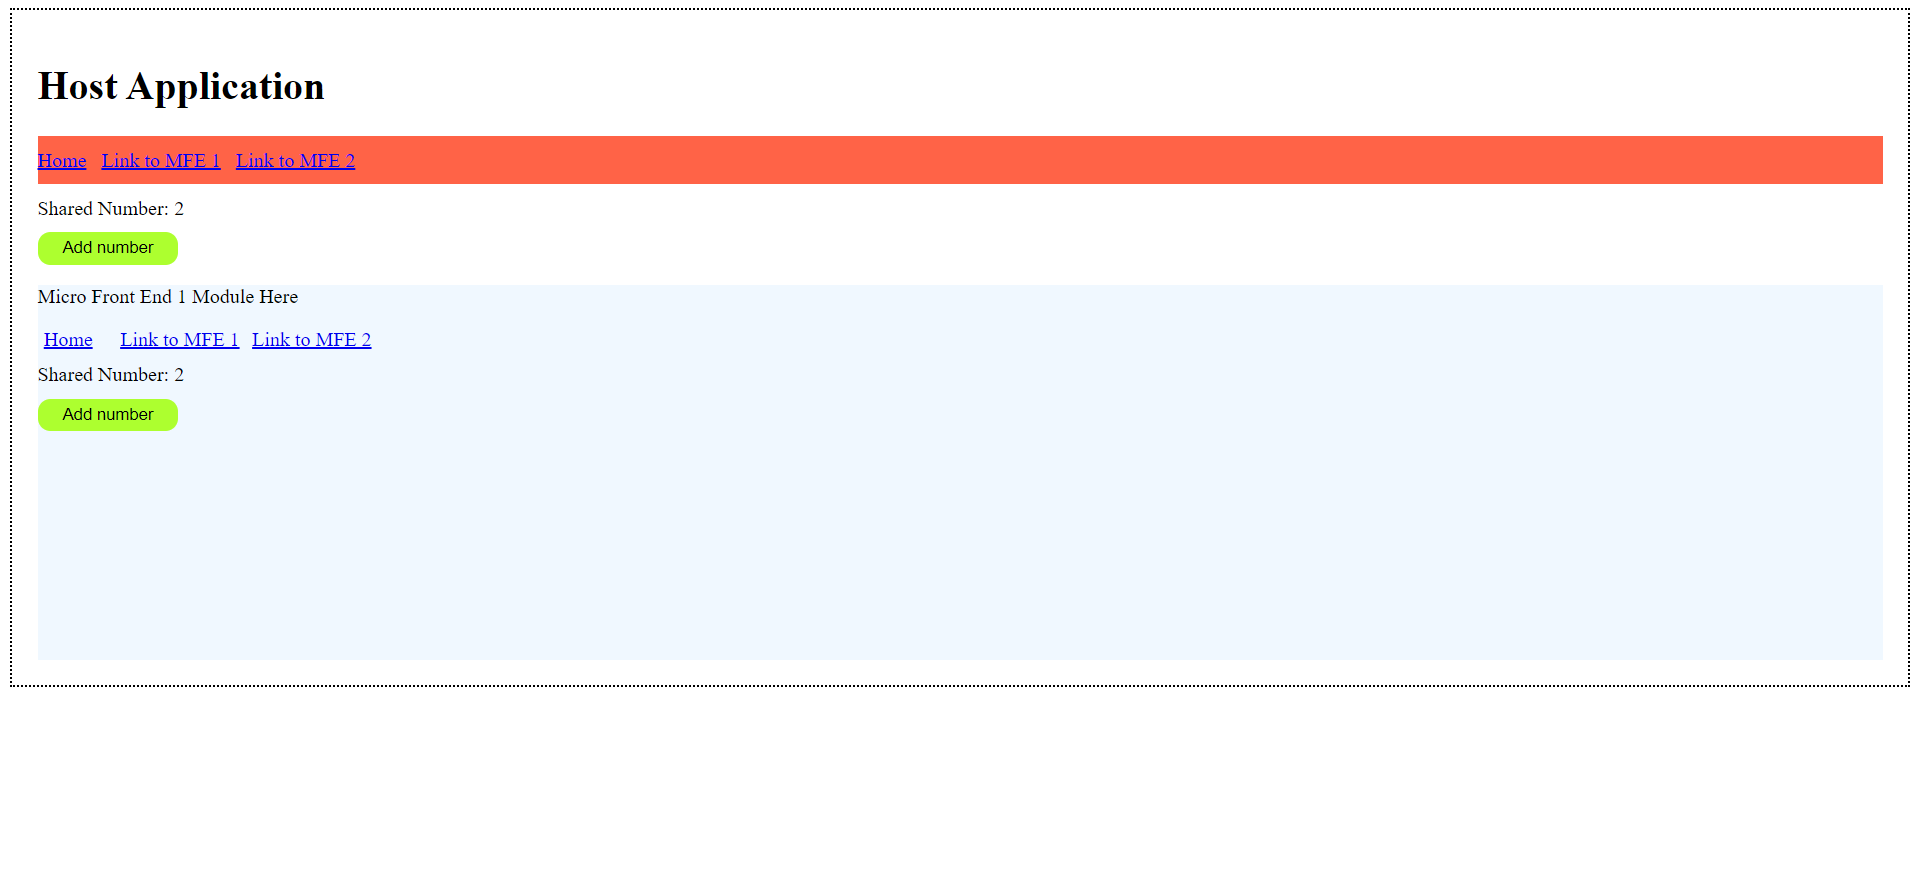 Host Application
Home Link to MFE 1 Link to MFE 2
Shared Number: 2
Add number
Micro Front End 1 Module Here
Home Link to MFE 1 Link to MFE 2
Shared Number: 2
Add number